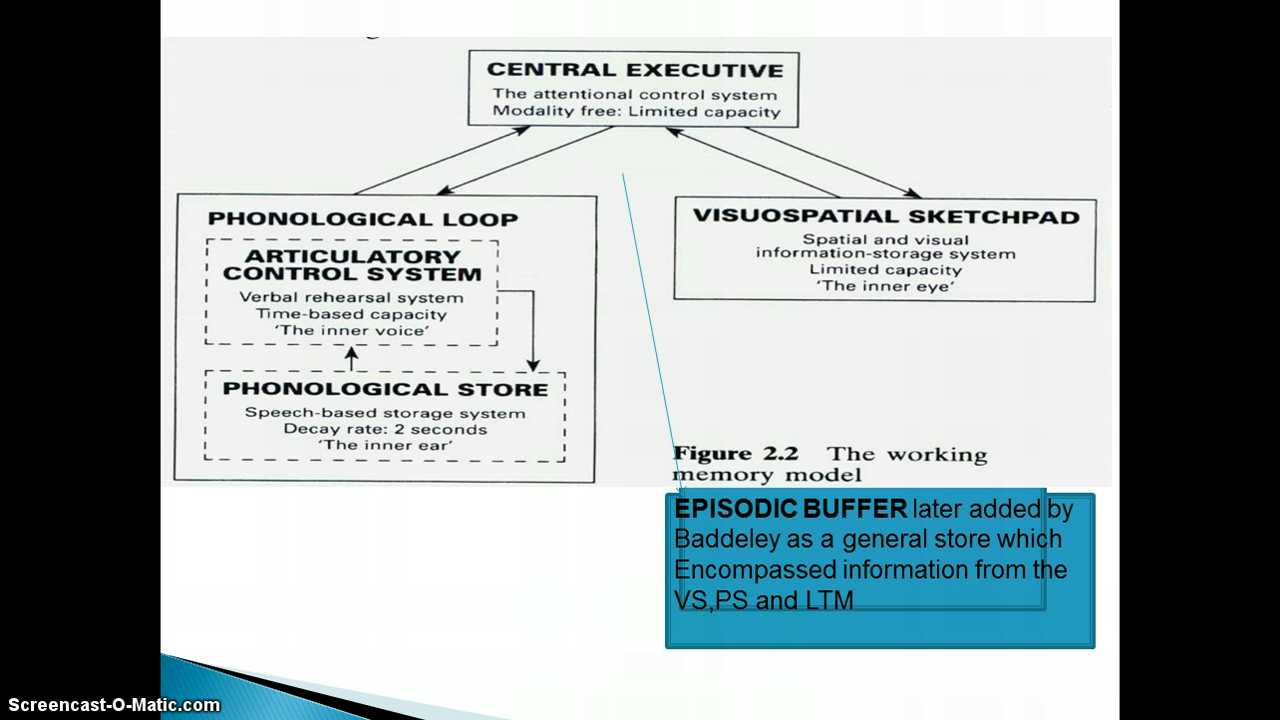 CENTRAL EXECUTIVE
The attentional control system
Modality free: Limited capacity
PHONOLOGICAL LOOP
ARTICULATORY
CONTROL SYSTEM
Verbal rehearsal system
Time-based capacity
‘The inner voice’
PHONOLOGICAL STORE
Speech-based storage system
Decay rate: 2 seconds
‘The inner ear’
VISUOSPATIAL SKETCHPAD
Spatial and visual
information-storage system
Limited capacity
‘The inner eye’
Figure 2.2 The working
memory model
EPISODIC BUFFER later added by
Baddeley as a general store which
Encompassed information from the
VS,PS and LTM
Screencast-O-Matic.com